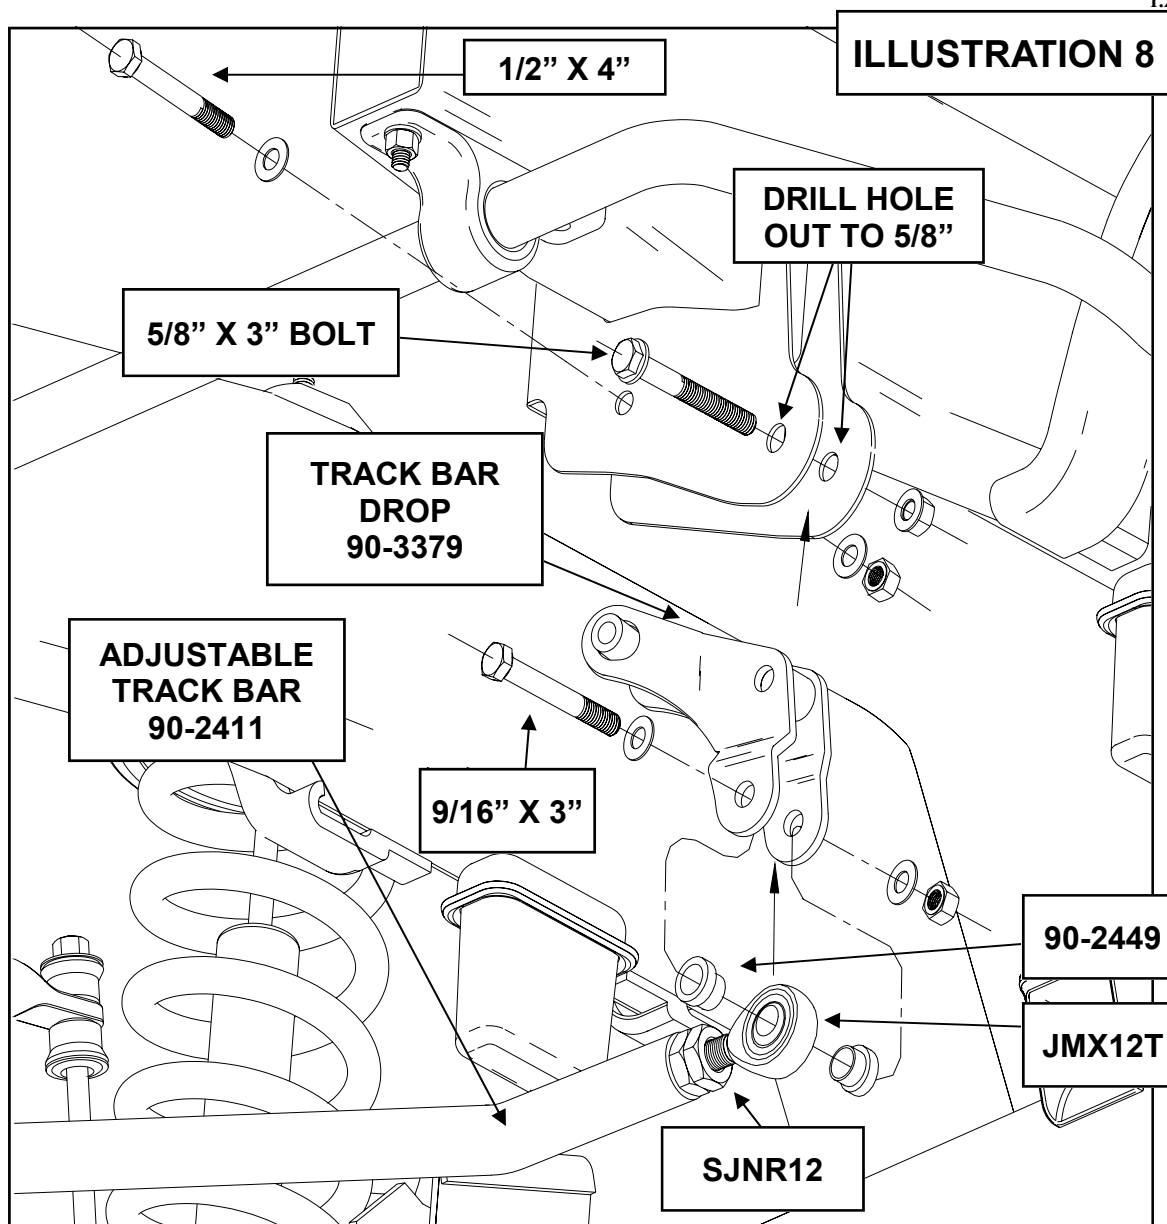 ILLUSTRATION 8
1/2” X 4”
DRILL HOLE
OUT TO 5/8”
5/8” X 3” BOLT
TRACK BAR
DROP
90-3379
ADJUSTABLE
TRACK BAR
90-2411
9/16” X 3”
90-2449
JMX12T
SJNR12